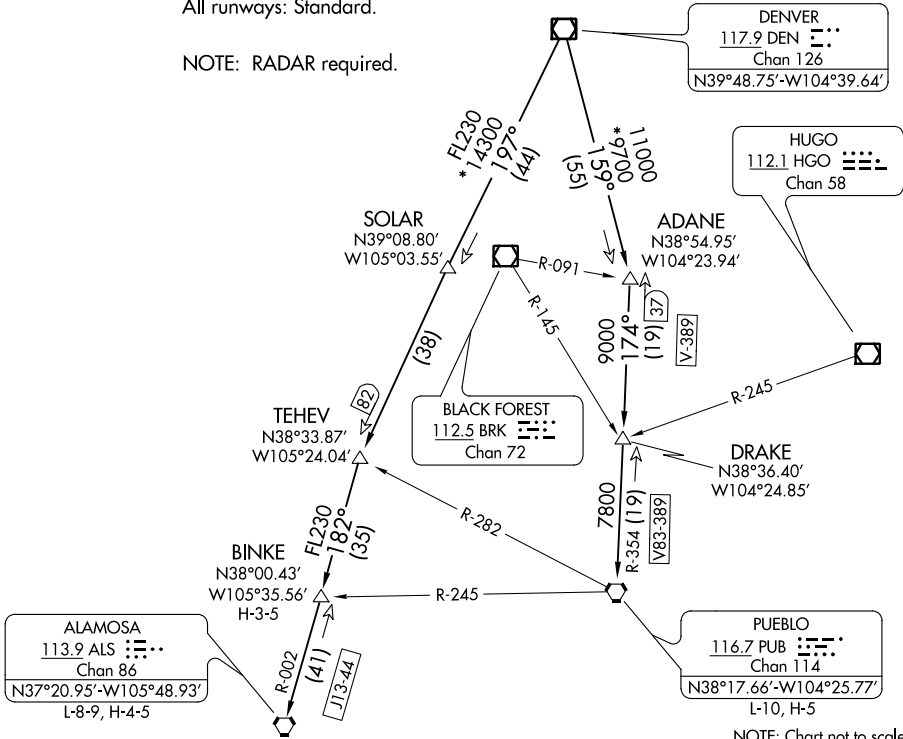 All runways: Standard.
NOTE: RADAR required.
DENVER
117.9 DEN
Chan 126
N39°48.75'-W104°39.64'
FL230
*14300
197°
(44)
11000
*9700
159°
(55)
HUGO
112.1 HGO
Chan 58
SOLAR
N39°08.80'
W105°03.55'
ADANE
N38°54.95'
W104°23.94'
R-091
R-145
37
9000
174°
(19)
V-389
(38)
82
BLACK FOREST
112.5 BRK
Chan 72
R-245
TEHEV
N38°33.87'
W105°24.04'
DRAKE
N38°36.40'
W104°24.85'
FL230
182°
(35)
R-282
7800
R-354 (19)
V83-389
BINKE
N38°00.43'
W105°35.56'
H-3-5
R-245
R-002
(41)
J13-44
ALAMOSA
113.9 ALS
Chan 86
N37°20.95'-W105°48.93'
L-8-9, H-4-5
PUEBLO
116.7 PUB
Chan 114
N38°17.66'-W104°25.77'
L-10, H-5
NOTE: Chart not to scale